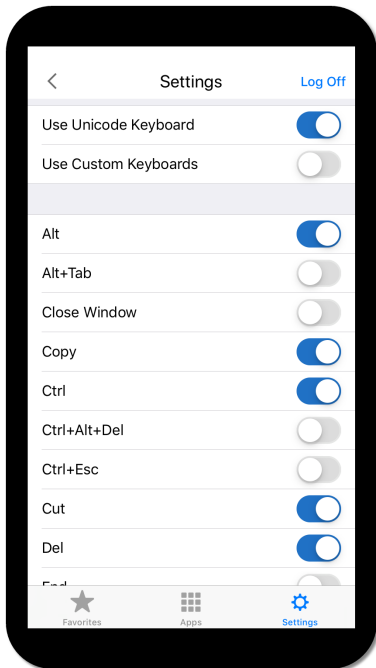 Settings
Log Off
Use Unicode Keyboard
Use Custom Keyboards
Alt
Alt+Tab
Close Window
Copy
Ctrl
Ctrl+Alt+Del
Ctrl+Esc
Cut
Del
End
Favorites
Apps
Settings